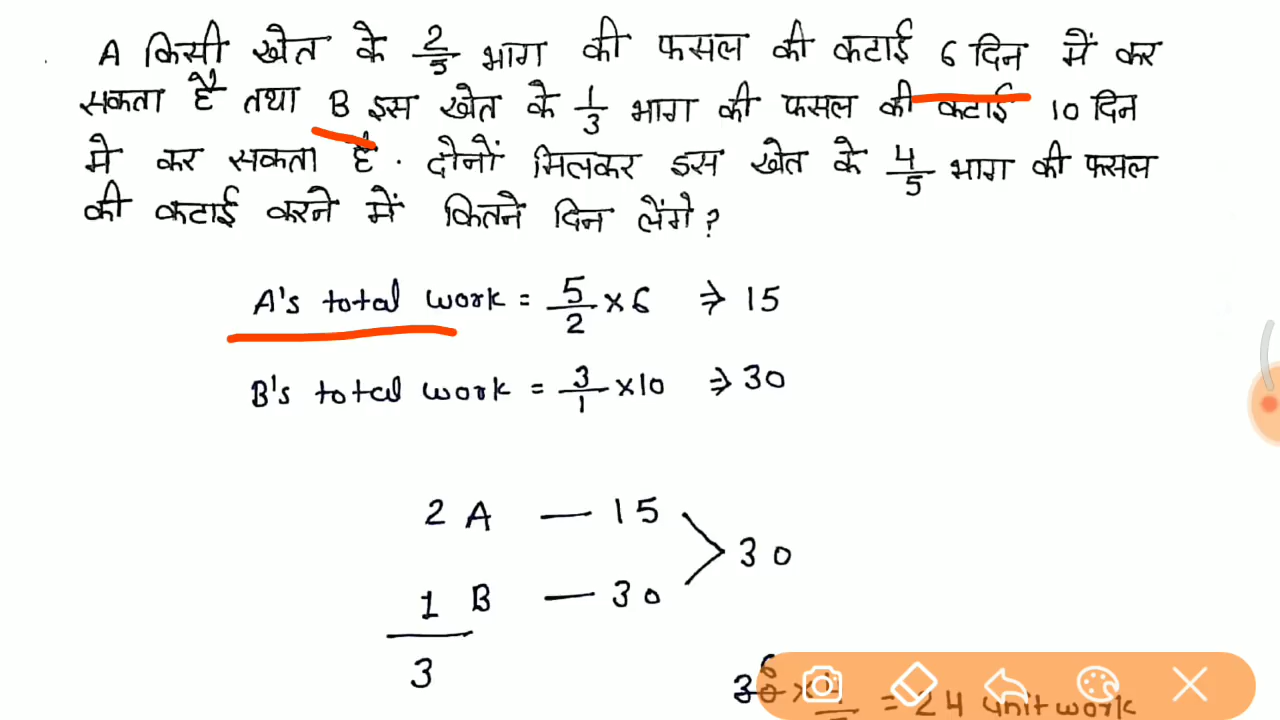 A किसी खेत के 2/5 भाग की फसल की कटाई 6 दिन में कर
सकता है तथा B इस खेत के 1/3 भाग की फसल की कटाई 10 दिन
मे कर सकता है. दोनों मिलकर इस खेत के 4/5 भाग की फसल
की कटाई करने में कितने दिन लेंगे?
A's total work = 5/2 × 6 ⇒ 15
B's total work = 3/1 × 10 ⇒ 30
2 A — 15
30
1 B — 30
3
30 × = 24 unit work
6